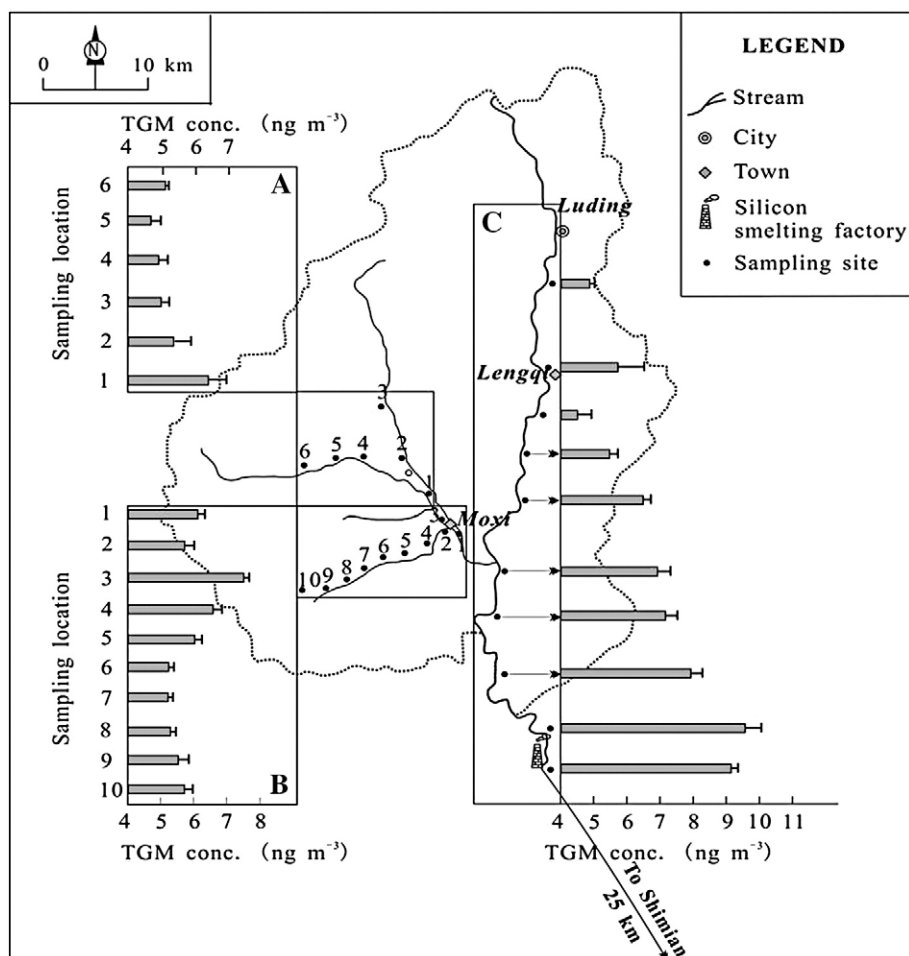 N
0 10 km
LEGEND
Stream
City
Town
Silicon
smelting factory
Sampling site
TGM conc. (ng m⁻³)
4 5 6 7
A
Sampling location
6
5
4
3
2
1
C
Luding
Lengqi
3
6 5 4 2
1
3 Moxi
10 9 8 7 6 5 4 2 1
Sampling location
1
2
3
4
5
6
7
8
9
10
B
4 5 6 7 8
TGM conc. (ng m⁻³)
4 5 6 7 8 9 10 11
TGM conc. (ng m⁻³)
To Shimian
25 km